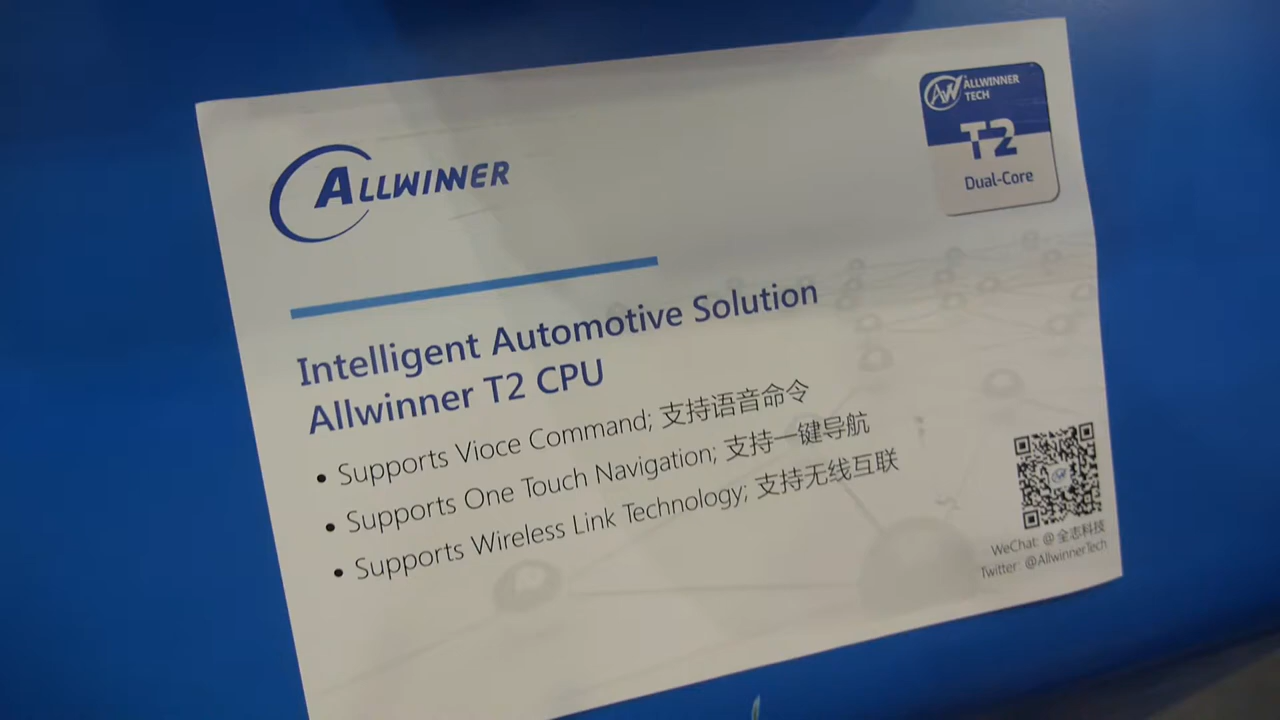 ALLWINNER
ALLWINNER
TECH
T2
Dual-Core
Intelligent Automotive Solution
Allwinner T2 CPU
• Supports Vioce Command; 支持语音命令
• Supports One Touch Navigation; 支持一键导航
• Supports Wireless Link Technology; 支持无线互联
WeChat: @全志科技
Twitter: @AllwinnerTech